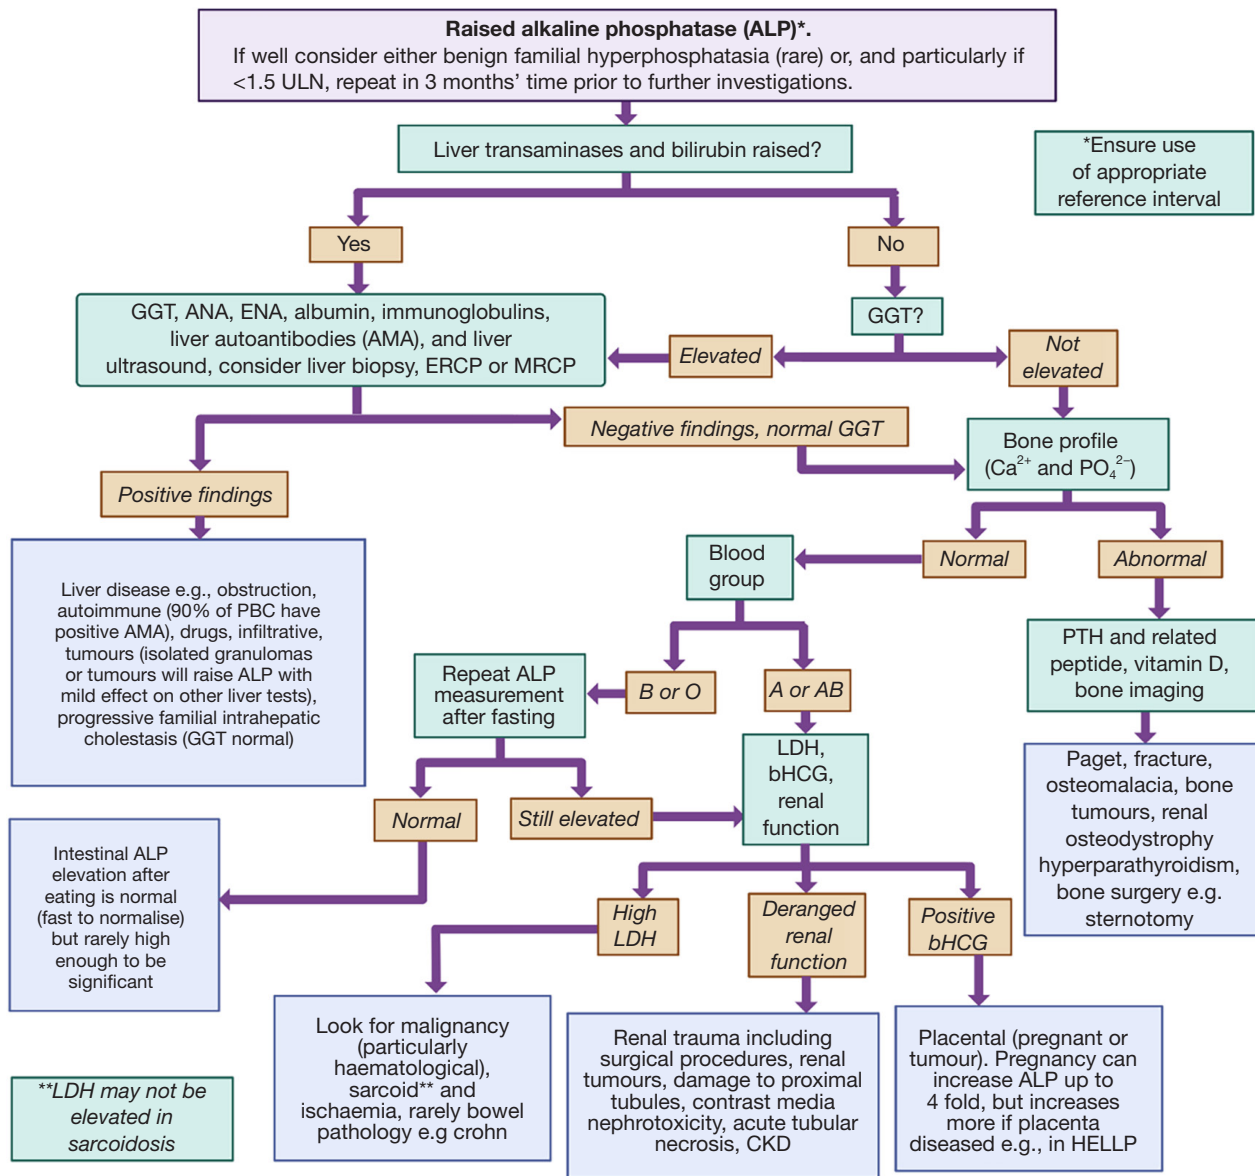 Raised alkaline phosphatase (ALP)*.
If well consider either benign familial hyperphosphatasia (rare) or, and particularly if
<1.5 ULN, repeat in 3 months’ time prior to further investigations.
Liver transaminases and bilirubin raised?
*Ensure use
of appropriate
reference interval
Yes
No
GGT, ANA, ENA, albumin, immunoglobulins,
liver autoantibodies (AMA), and liver
ultrasound, consider liver biopsy, ERCP or MRCP
GGT?
Elevated
Not
elevated
Negative findings, normal GGT
Bone profile
(Ca²⁺ and PO₄²⁻)
Positive findings
Normal
Abnormal
Blood
group
Liver disease e.g., obstruction,
autoimmune (90% of PBC have
positive AMA), drugs, infiltrative,
tumours (isolated granulomas
or tumours will raise ALP with
mild effect on other liver tests),
progressive familial intrahepatic
cholestasis (GGT normal)
PTH and related
peptide, vitamin D,
bone imaging
Repeat ALP
measurement
after fasting
B or O
A or AB
LDH,
bHCG,
renal
function
Paget, fracture,
osteomalacia, bone
tumours, renal
osteodystrophy
hyperparathyroidism,
bone surgery e.g.
sternotomy
Normal
Still elevated
Intestinal ALP
elevation after
eating is normal
(fast to normalise)
but rarely high
enough to be
significant
High
LDH
Deranged
renal
function
Positive
bHCG
Look for malignancy
(particularly
haematological),
sarcoid** and
ischaemia, rarely bowel
pathology e.g crohn
Renal trauma including
surgical procedures, renal
tumours, damage to proximal
tubules, contrast media
nephrotoxicity, acute tubular
necrosis, CKD
Placental (pregnant or
tumour). Pregnancy can
increase ALP up to
4 fold, but increases
more if placenta
diseased e.g., in HELLP
**LDH may not be
elevated in
sarcoidosis